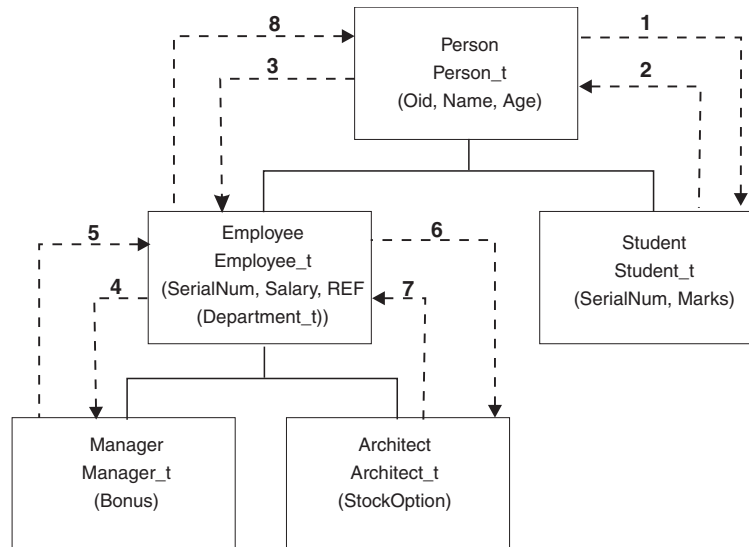 8
1
Person
Person_t
(Oid, Name, Age)
3
2
5
Employee
Employee_t
(SerialNum, Salary, REF
(Department_t))
6
4
7
Student
Student_t
(SerialNum, Marks)
Manager
Manager_t
(Bonus)
Architect
Architect_t
(StockOption)